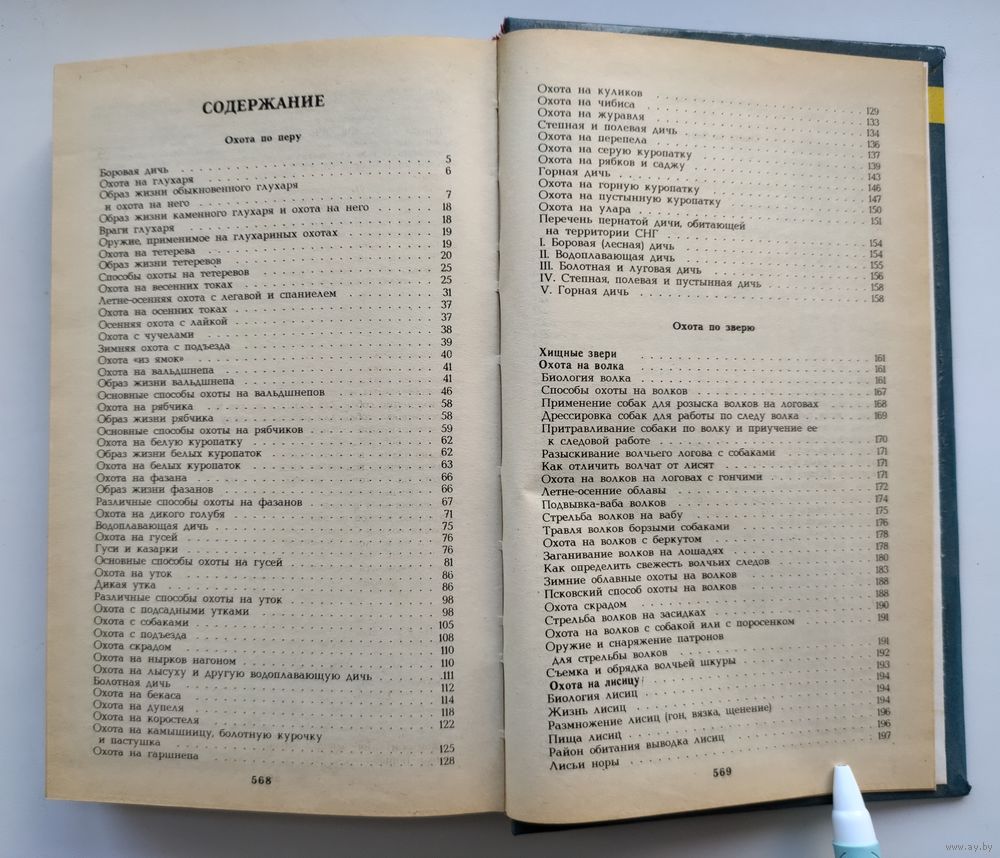 СОДЕРЖАНИЕ
Охота по перу
Боровая дичь . . . 5
Охота на глухаря . . . 6
Образ жизни обыкновенного глухаря
и охота на него . . . 7
Образ жизни каменного глухаря и охота на него . . . 18
Враги глухаря . . . 18
Оружие, применимое на глухариных охотах . . . 19
Охота на тетерева . . . 19
Образ жизни тетеревов . . . 20
Способы охоты на тетеревов . . . 25
Охота на весенних токах . . . 25
Летне-осенняя охота с легавой и спаниелем . . . 31
Охота на осенних токах . . . 37
Осенняя охота с лайкой . . . 37
Охота с чучелами . . . 38
Зимняя охота с подъезда . . . 39
Охота «из ямок» . . . 40
Охота на вальдшнепа . . . 41
Образ жизни вальдшнепа . . . 41
Основные способы охоты на вальдшнепов . . . 46
Охота на рябчика . . . 58
Образ жизни рябчика . . . 58
Основные способы охоты на рябчиков . . . 59
Охота на белую куропатку . . . 62
Образ жизни белых куропаток . . . 62
Охота на белых куропаток . . . 63
Охота на фазана . . . 66
Образ жизни фазанов . . . 66
Различные способы охоты на фазанов . . . 67
Охота на дикого голубя . . . 71
Водоплавающая дичь . . . 75
Охота на гусей . . . 76
Гуси и казарки . . . 76
Основные способы охоты на гусей . . . 81
Охота на уток . . . 86
Дикая утка . . . 86
Различные способы охоты на уток . . . 98
Охота с подсадными утками . . . 98
Охота с собаками . . . 105
Охота с подъезда . . . 108
Охота скрадом . . . 110
Охота на нырков нагоном . . . 110
Охота на лысуху и другую водоплавающую дичь . . . 111
Болотная дичь . . . 112
Охота на бекаса . . . 114
Охота на дупеля . . . 118
Охота на коростеля . . . 122
Охота на камышницу, болотную курочку
и пастушка . . . 125
Охота на гаршнепа . . . 128
568
Охота на куликов . . . 129
Охота на чибиса . . . 133
Охота на журавля . . . 134
Степная и полевая дичь . . . 136
Охота на перепела . . . 137
Охота на серую куропатку . . . 139
Охота на рябков и саджу . . . 143
Горная дичь . . . 146
Охота на горную куропатку . . . 147
Охота на пустынную куропатку . . . 150
Охота на улара . . . 151
Перечень пернатой дичи, обитающей
на территории СНГ . . . 154
I. Боровая (лесная) дичь . . . 154
II. Водоплавающая дичь . . . 155
III. Болотная и луговая дичь . . . 156
IV. Степная, полевая и пустынная дичь . . . 158
V. Горная дичь . . . 158
Охота по зверю
Хищные звери . . . 161
Охота на волка . . . 161
Биология волка . . . 161
Способы охоты на волков . . . 167
Применение собак для розыска волков на логовах . . . 168
Дрессировка собак для работы по следу волка . . . 169
Притравливание собаки по волку и приучение ее
к следовой работе . . . 170
Разыскивание волчьего логова с собаками . . . 171
Как отличить волчат от лисят . . . 171
Охота на волков на логовах с гончими . . . 171
Летне-осенние облавы . . . 172
Подвывка-ваба волков . . . 174
Стрельба волков на вабу . . . 175
Травля волков борзыми собаками . . . 176
Охота на волков с беркутом . . . 178
Заганивание волков на лошадях . . . 178
Как определить свежесть волчьих следов . . . 180
Зимние облавные охоты на волков . . . 183
Псковский способ охоты на волков . . . 188
Охота скрадом . . . 190
Стрельба волков на засидках . . . 191
Охота на волков с собакой или с поросенком
Оружие и снаряжение патронов
для стрельбы волков . . . 191
Съемка и обрядка волчьей шкуры . . . 192
Охота на лисицу . . . 193
Биология лисиц . . . 194
Жизнь лисиц . . . 194
Размножение лисиц (гон, вязка, щенение) . . . 194
Пища лисиц . . . 196
Район обитания выводка лисиц . . . 196
Лисьи норы . . . 197
569
www.ay.by